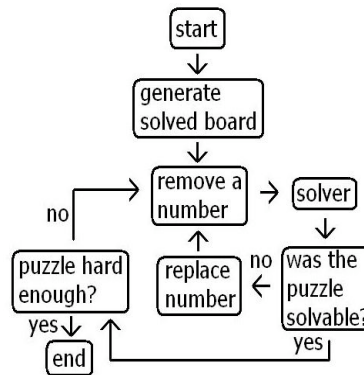 start
generate
solved board
remove a
number
solver
no
puzzle hard
enough?
replace
number
no
was the
puzzle
solvable?
yes
end
yes